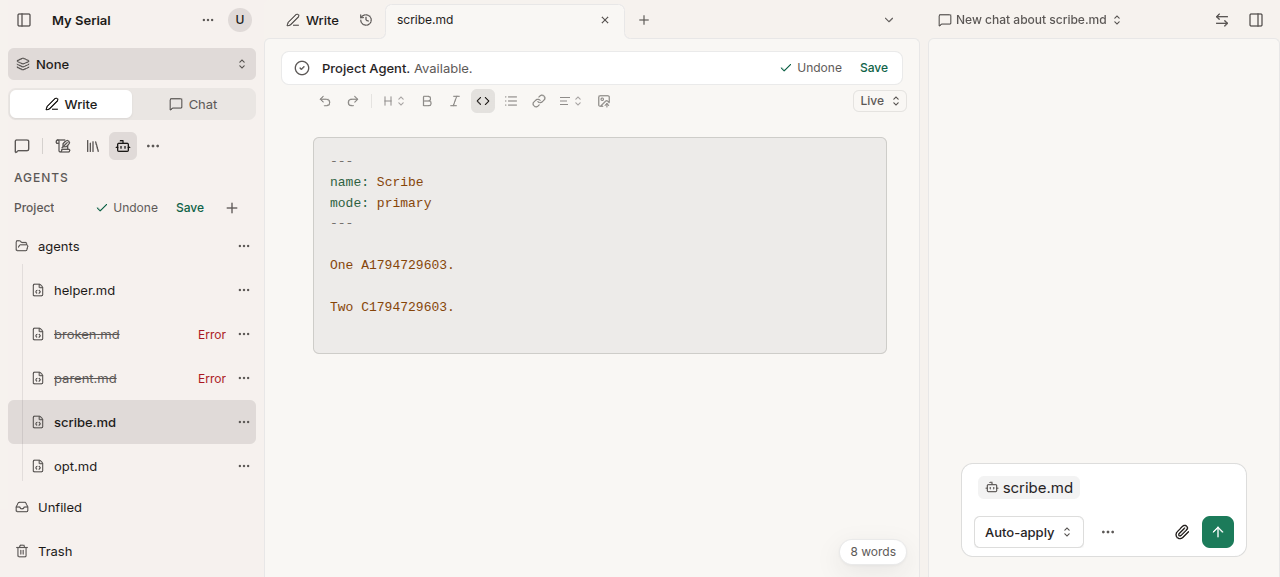 My Serial
U
None
Write
Chat
AGENTS
Project
Undone
Save
agents
helper.md
broken.md
Error
parent.md
Error
scribe.md
opt.md
Unfiled
Trash
Write
scribe.md
Project Agent. Available.
Undone
Save
H
B
I
Live
---
name: Scribe
mode: primary
---
One A1794729603.
Two C1794729603.
8 words
New chat about scribe.md
scribe.md
Auto-apply